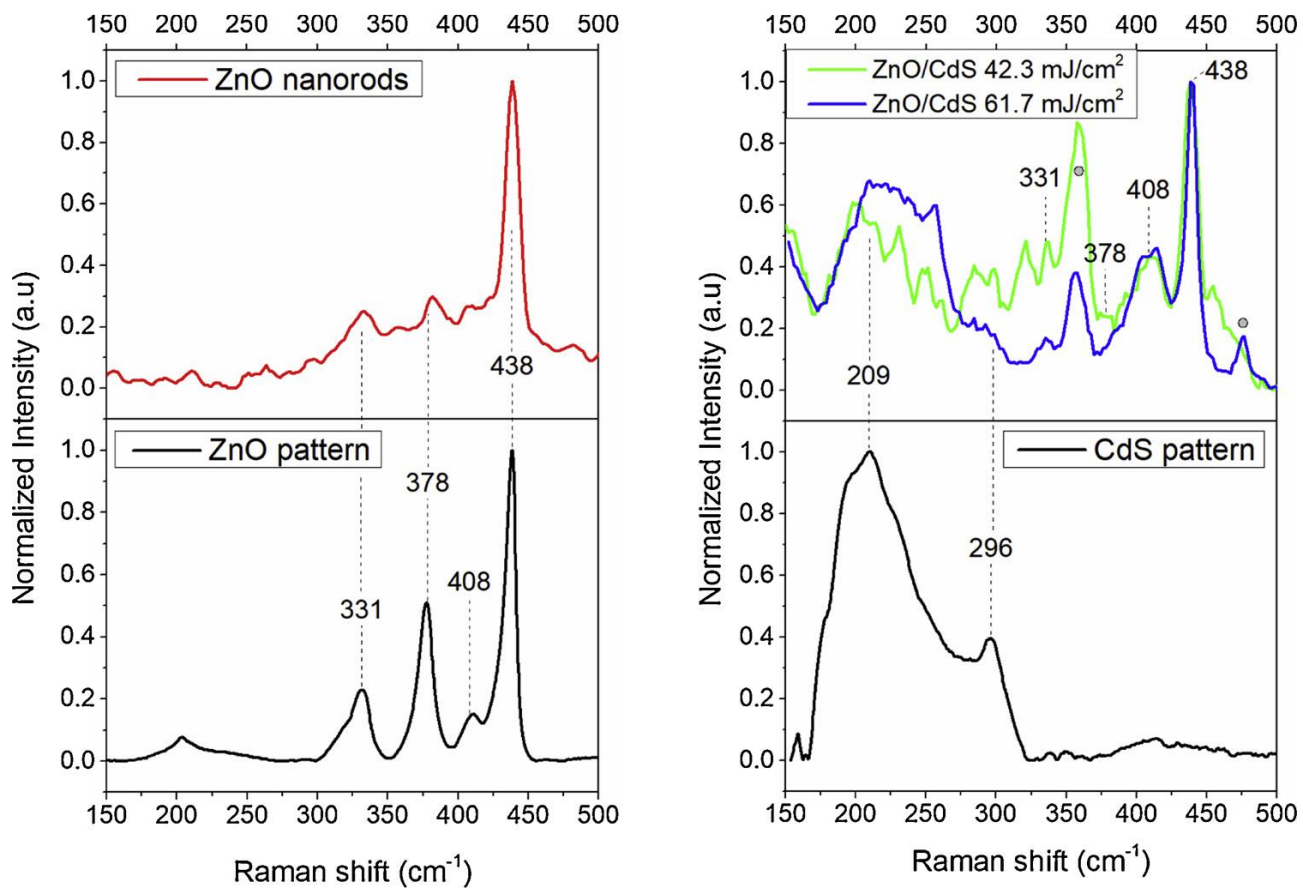 150 200 250 300 350 400 450 500
ZnO nanorods
1.0
0.8
0.6
0.4
0.2
0.0
438
ZnO pattern
1.0
0.8
0.6
0.4
0.2
0.0
331
378
408
150 200 250 300 350 400 450 500
Normalized Intensity (a.u)
Raman shift (cm⁻¹)
150 200 250 300 350 400 450 500
ZnO/CdS 42.3 mJ/cm²
ZnO/CdS 61.7 mJ/cm²
1.0
0.8
0.6
0.4
0.2
0.0
438
331
408
378
209
CdS pattern
1.0
0.8
0.6
0.4
0.2
0.0
296
150 200 250 300 350 400 450 500
Normalized Intensity (a.u)
Raman shift (cm⁻¹)